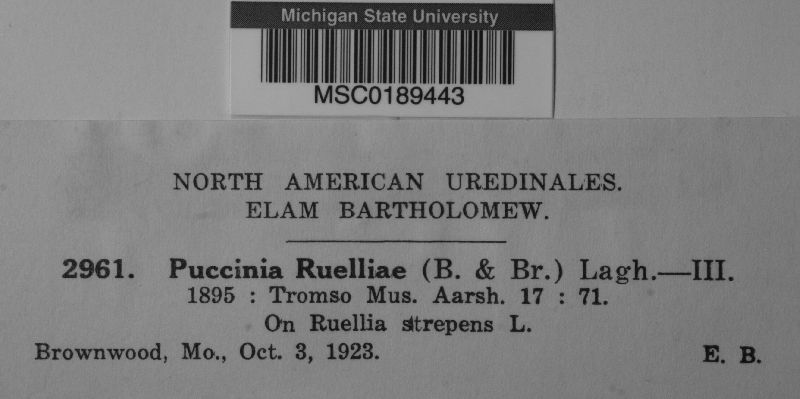 Michigan State University
MSC0189443
NORTH AMERICAN UREDINALES.
ELAM BARTHOLOMEW.
2961. Puccinia Ruelliae (B. & Br.) Lagh.—III.
1895 : Tromso Mus. Aarsh. 17 : 71.
On Ruellia strepens L.
Brownwood, Mo., Oct. 3, 1923. E. B.